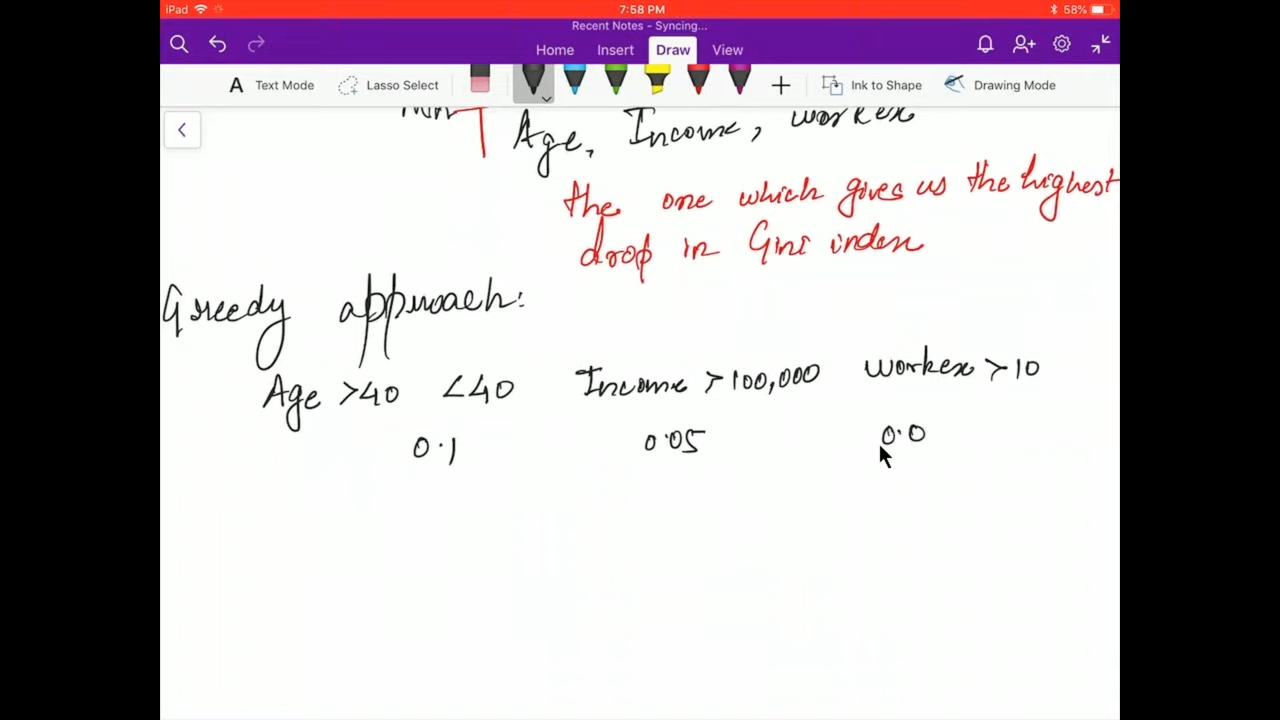 iPad 7:58 PM 58%
Recent Notes - Syncing...
Home Insert Draw View
A Text Mode Lasso Select Ink to Shape Drawing Mode
Age, Income, workex
the one which gives us the highest
drop in Gini index
Greedy approach:
Age >40 <40 Income >100,000 workex >10
0.1 0.05 0.0